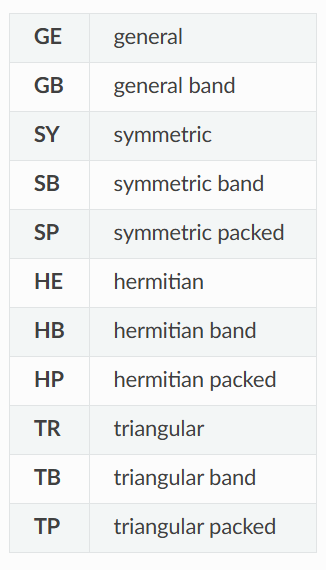 GE general
GB general band
SY symmetric
SB symmetric band
SP symmetric packed
HE hermitian
HB hermitian band
HP hermitian packed
TR triangular
TB triangular band
TP triangular packed